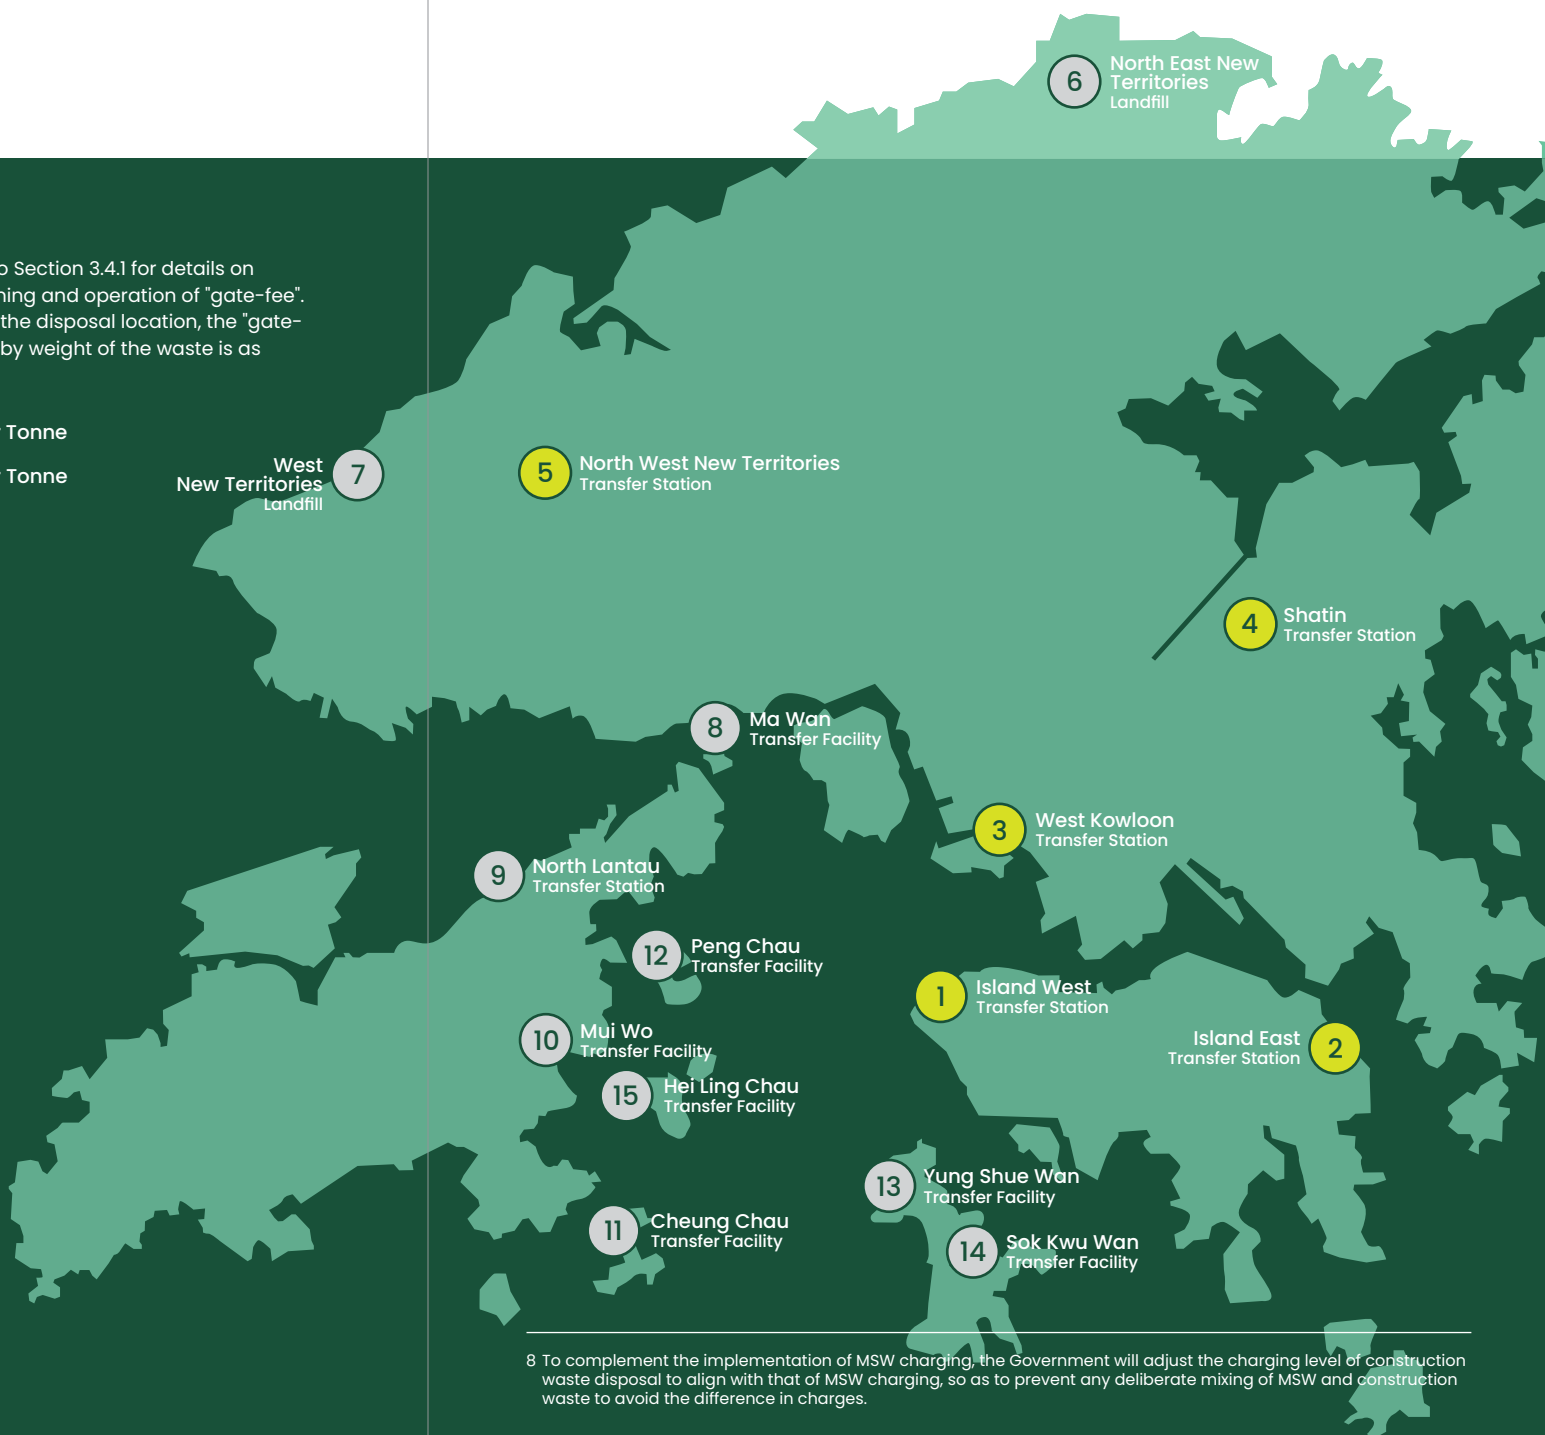 6
North East New
Territories
Landfill
Section 3.4.1 for details on
and operation of "gate-fee".
the disposal location, the "gate-
by weight of the waste is as
Tonne
Tonne
West
New Territories
Landfill
7
5
North West New Territories
Transfer Station
4
Shatin
Transfer Station
8
Ma Wan
Transfer Facility
3
West Kowloon
Transfer Station
9
North Lantau
Transfer Station
12
Peng Chau
Transfer Facility
1
Island West
Transfer Station
10
Mui Wo
Transfer Facility
Island East
Transfer Station
2
15
Hei Ling Chau
Transfer Facility
13
Yung Shue Wan
Transfer Facility
11
Cheung Chau
Transfer Facility
14
Sok Kwu Wan
Transfer Facility
8 To complement the implementation of MSW charging, the Government will adjust the charging level of construction
waste disposal to align with that of MSW charging, so as to prevent any deliberate mixing of MSW and construction
waste to avoid the difference in charges.